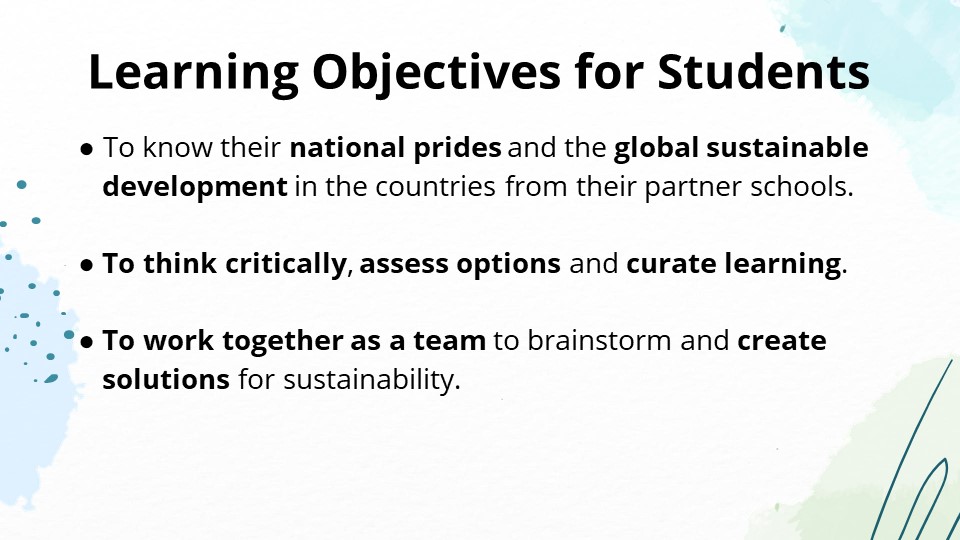 Learning Objectives for Students
● To know their national prides and the global sustainable
development in the countries from their partner schools.
● To think critically, assess options and curate learning.
● To work together as a team to brainstorm and create
solutions for sustainability.